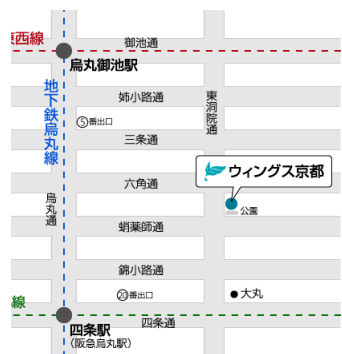 東西線
御池通
烏丸御池駅
地下鉄烏丸線
姉小路通
東洞院通
⑤番出口
三条通
ウィングス京都
六角通
烏丸通
公園
蛸薬師通
錦小路通
⑳番出口
大丸
線
四条通
四条駅
(阪急烏丸駅)